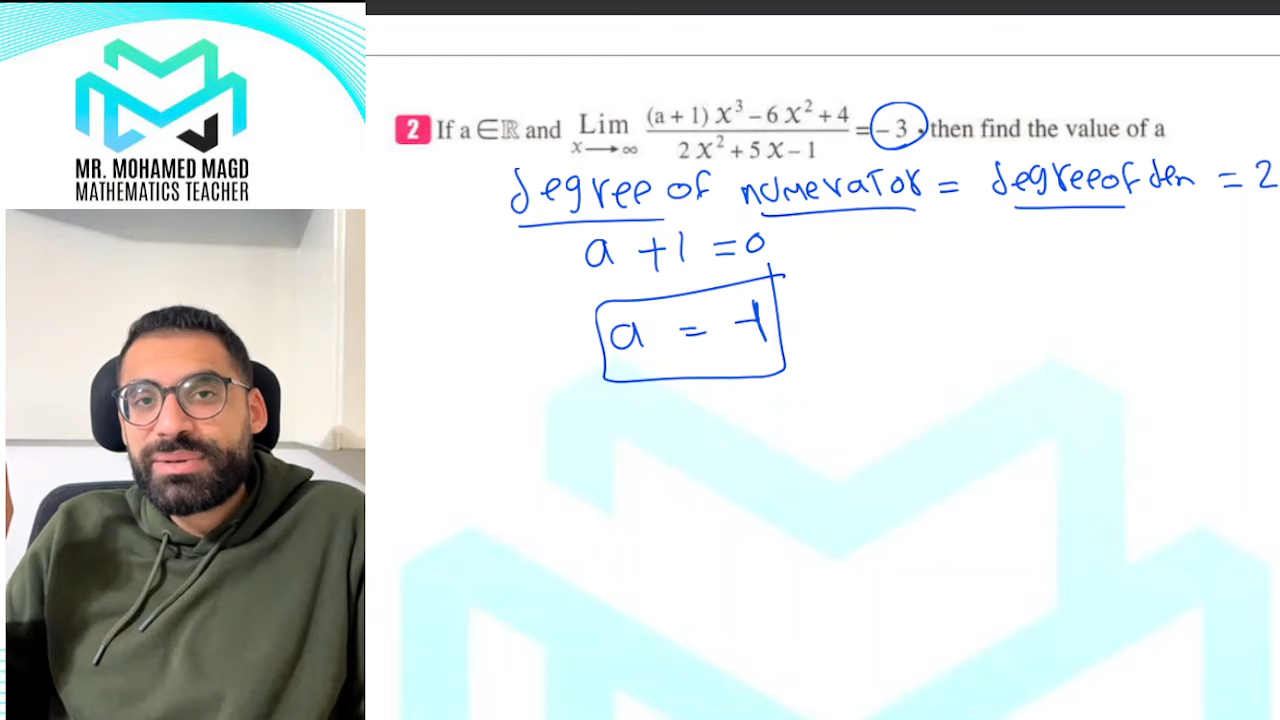 MR. MOHAMED MAGD
MATHEMATICS TEACHER
2 If a ∈ ℝ and Lim x→∞ (a + 1) x³ – 6 x² + 4 / 2 x² + 5 x – 1 = – 3 , then find the value of a
degree of numerator = degree of den = 2
a + 1 = 0
a = -1